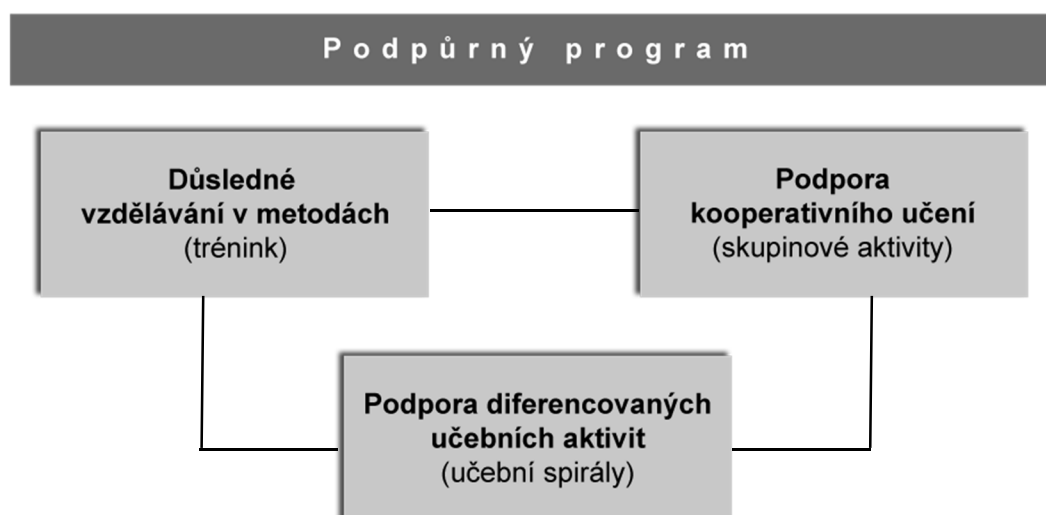 Podpůrný program
Důsledné
vzdělávání v metodách
(trénink)
Podpora
kooperativního učení
(skupinové aktivity)
Podpora diferencovaných
učebních aktivit
(učební spirály)